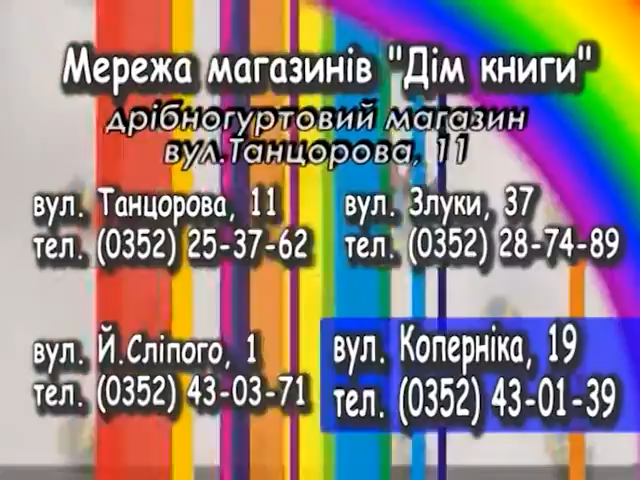 Мережа магазинів "Дім книги"
дрібногуртовий магазин
вул.Танцорова, 11
вул. Танцорова, 11
тел. (0352) 25-37-62
вул. Злуки, 37
тел. (0352) 28-74-89
вул. Й.Сліпого, 1
тел. (0352) 43-03-71
вул. Коперніка, 19
тел. (0352) 43-01-39